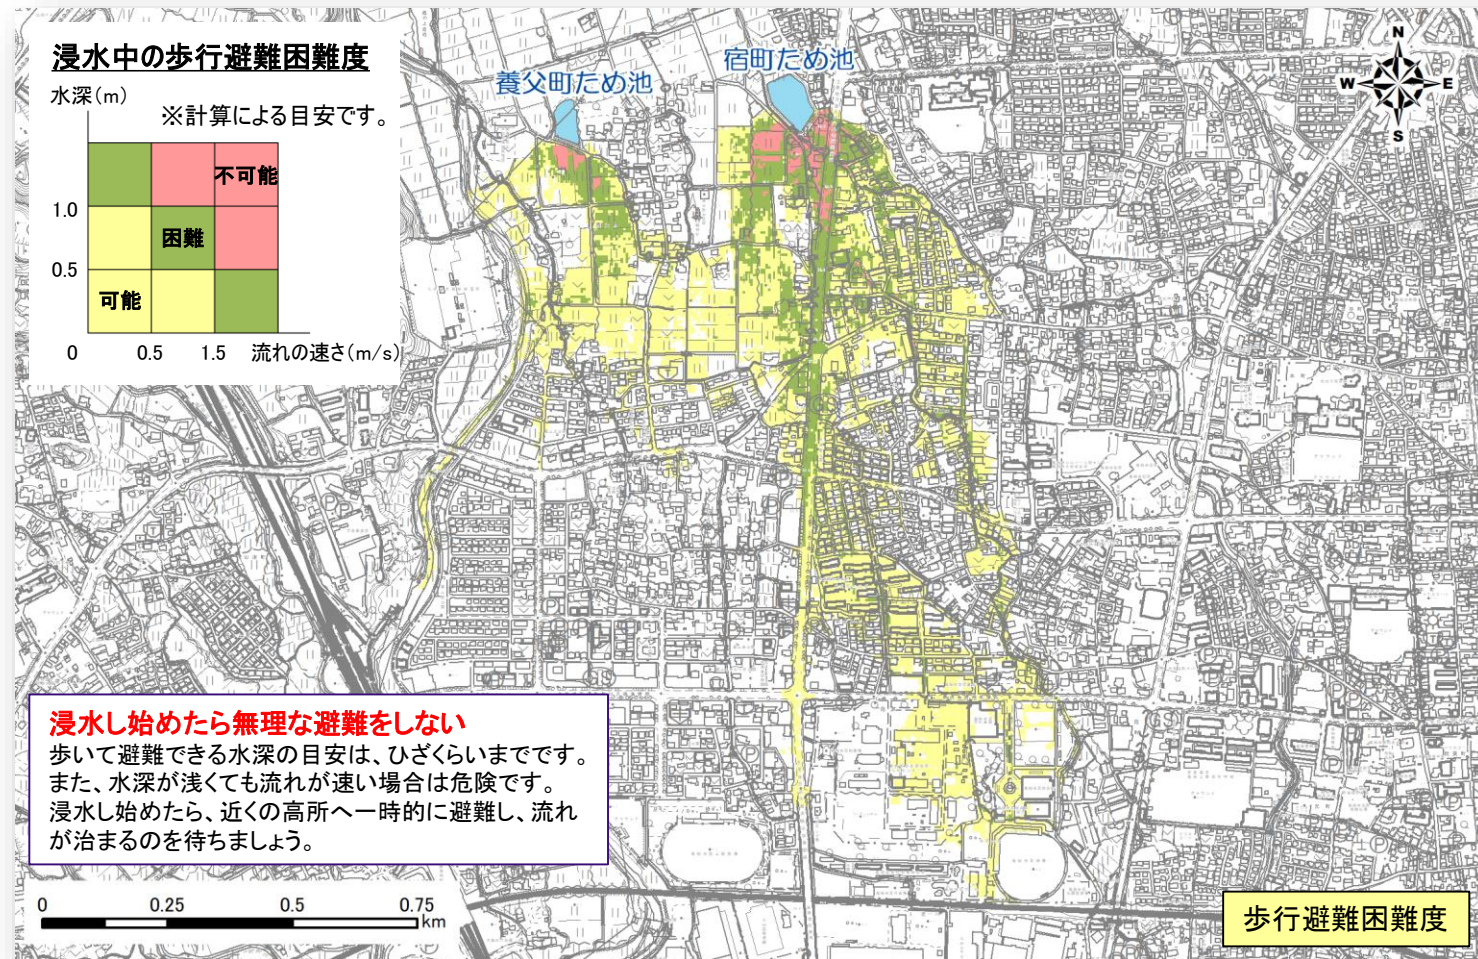 浸水中の歩行避難困難度
水深(m)
※計算による目安です。
不可能
1.0
困難
0.5
可能
0
0.5
1.5
流れの速さ(m/s)
養父町ため池
宿町ため池
N
W
E
S
浸水し始めたら無理な避難をしない
歩いて避難できる水深の目安は、ひざくらいまでです。
また、水深が浅くても流れが速い場合は危険です。
浸水し始めたら、近くの高所へ一時的に避難し、流れ
が治まるのを待ちましょう。
0
0.25
0.5
0.75
km
歩行避難困難度